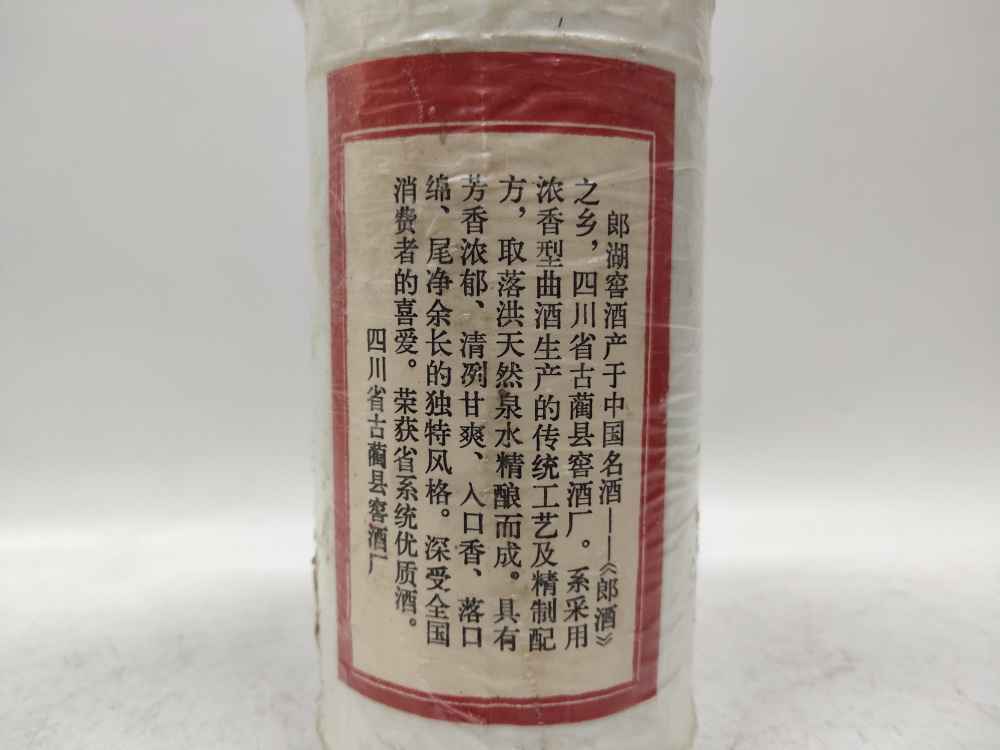 郎湖窖酒产于中国名酒——《郎酒》
之乡，四川省古蔺县窖酒厂。系采用
浓香型曲酒生产的传统工艺及精制配
方，取落洪天然泉水精酿而成。具有
芳香浓郁、清冽甘爽、入口香、落口
绵、尾净余长的独特风格。深受全国
消费者的喜爱。荣获省系统优质酒。
四川省古蔺县窖酒厂